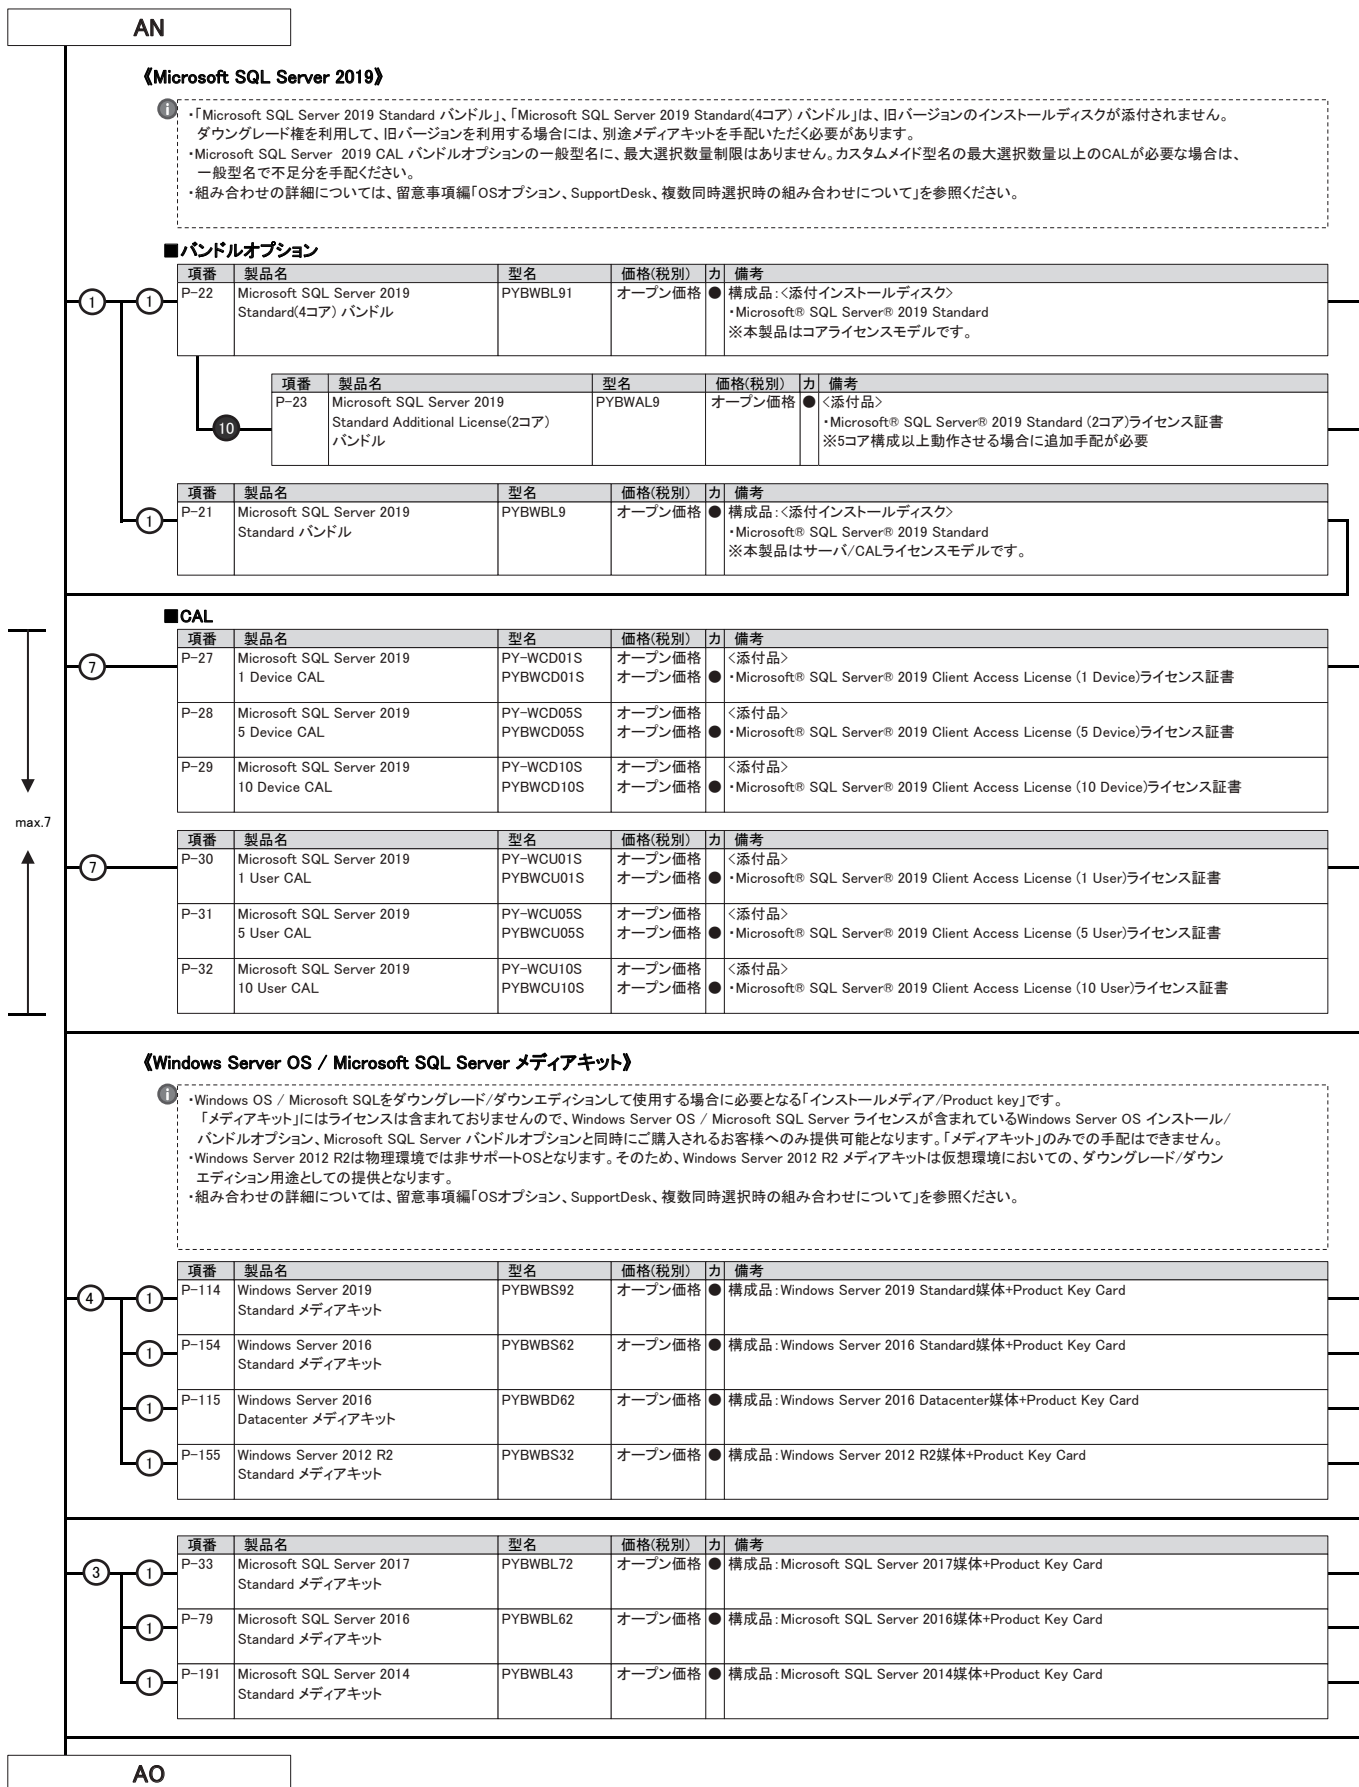 AN
《Microsoft SQL Server 2019》
・「Microsoft SQL Server 2019 Standard バンドル」、「Microsoft SQL Server 2019 Standard(4コア) バンドル」は、旧バージョンのインストールディスクが添付されません。
ダウングレード権を利用して、旧バージョンを利用する場合には、別途メディアキットを手配いただく必要があります。
・Microsoft SQL Server 2019 CAL バンドルオプションの一般型名に、最大選択数量制限はありません。カスタムメイド型名の最大選択数量以上のCALが必要な場合は、
一般型名で不足分を手配ください。
・組み合わせの詳細については、留意事項編「OSオプション、SupportDesk、複数同時選択時の組み合わせについて」を参照ください。
■バンドルオプション
項番 製品名 型名 価格(税別) カ 備考
1 1 P-22 Microsoft SQL Server 2019 PYBWBL91 オープン価格 ● 構成品:<添付インストールディスク>
Standard(4コア) バンドル ・Microsoft® SQL Server® 2019 Standard
※本製品はコアライセンスモデルです。
項番 製品名 型名 価格(税別) カ 備考
P-23 Microsoft SQL Server 2019 PYBWAL9 オープン価格 ● <添付品>
10 Standard Additional License(2コア) ・Microsoft® SQL Server® 2019 Standard (2コア)ライセンス証書
バンドル ※5コア構成以上動作させる場合に追加手配が必要
項番 製品名 型名 価格(税別) カ 備考
1 P-21 Microsoft SQL Server 2019 PYBWBL9 オープン価格 ● 構成品:<添付インストールディスク>
Standard バンドル ・Microsoft® SQL Server® 2019 Standard
※本製品はサーバ/CALライセンスモデルです。
■CAL
項番 製品名 型名 価格(税別) カ 備考
7 P-27 Microsoft SQL Server 2019 PY-WCD01S オープン価格 <添付品>
1 Device CAL PYBWCD01S オープン価格 ● ・Microsoft® SQL Server® 2019 Client Access License (1 Device)ライセンス証書
P-28 Microsoft SQL Server 2019 PY-WCD05S オープン価格 <添付品>
5 Device CAL PYBWCD05S オープン価格 ● ・Microsoft® SQL Server® 2019 Client Access License (5 Device)ライセンス証書
P-29 Microsoft SQL Server 2019 PY-WCD10S オープン価格 <添付品>
10 Device CAL PYBWCD10S オープン価格 ● ・Microsoft® SQL Server® 2019 Client Access License (10 Device)ライセンス証書
max.7
項番 製品名 型名 価格(税別) カ 備考
7 P-30 Microsoft SQL Server 2019 PY-WCU01S オープン価格 <添付品>
1 User CAL PYBWCU01S オープン価格 ● ・Microsoft® SQL Server® 2019 Client Access License (1 User)ライセンス証書
P-31 Microsoft SQL Server 2019 PY-WCU05S オープン価格 <添付品>
5 User CAL PYBWCU05S オープン価格 ● ・Microsoft® SQL Server® 2019 Client Access License (5 User)ライセンス証書
P-32 Microsoft SQL Server 2019 PY-WCU10S オープン価格 <添付品>
10 User CAL PYBWCU10S オープン価格 ● ・Microsoft® SQL Server® 2019 Client Access License (10 User)ライセンス証書
《Windows Server OS / Microsoft SQL Server メディアキット》
・Windows OS / Microsoft SQLをダウングレード/ダウンエディションして使用する場合に必要となる「インストールメディア/Product key」です。
「メディアキット」にはライセンスは含まれておりませんので、Windows Server OS / Microsoft SQL Server ライセンスが含まれているWindows Server OS インストール/
バンドルオプション、Microsoft SQL Server バンドルオプションと同時にご購入されるお客様へのみ提供可能となります。「メディアキット」のみでの手配はできません。
・Windows Server 2012 R2は物理環境では非サポートOSとなります。そのため、Windows Server 2012 R2 メディアキットは仮想環境においての、ダウングレード/ダウン
エディション用途としての提供となります。
・組み合わせの詳細については、留意事項編「OSオプション、SupportDesk、複数同時選択時の組み合わせについて」を参照ください。
項番 製品名 型名 価格(税別) カ 備考
4 1 P-114 Windows Server 2019 PYBWBS92 オープン価格 ● 構成品:Windows Server 2019 Standard媒体+Product Key Card
Standard メディアキット
1 P-154 Windows Server 2016 PYBWBS62 オープン価格 ● 構成品:Windows Server 2016 Standard媒体+Product Key Card
Standard メディアキット
1 P-115 Windows Server 2016 PYBWBD62 オープン価格 ● 構成品:Windows Server 2016 Datacenter媒体+Product Key Card
Datacenter メディアキット
1 P-155 Windows Server 2012 R2 PYBWBS32 オープン価格 ● 構成品:Windows Server 2012 R2媒体+Product Key Card
Standard メディアキット
項番 製品名 型名 価格(税別) カ 備考
3 1 P-33 Microsoft SQL Server 2017 PYBWBL72 オープン価格 ● 構成品:Microsoft SQL Server 2017媒体+Product Key Card
Standard メディアキット
1 P-79 Microsoft SQL Server 2016 PYBWBL62 オープン価格 ● 構成品:Microsoft SQL Server 2016媒体+Product Key Card
Standard メディアキット
1 P-191 Microsoft SQL Server 2014 PYBWBL43 オープン価格 ● 構成品:Microsoft SQL Server 2014媒体+Product Key Card
Standard メディアキット
AO